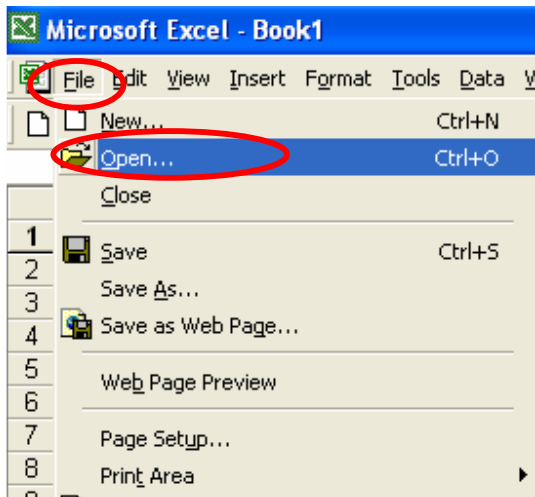 Microsoft Excel - Book1
File Edit View Insert Format Tools Data
New... Ctrl+N
Open... Ctrl+O
Close
1
Save Ctrl+S
2
Save As...
3
Save as Web Page...
4
5
Web Page Preview
6
7
Page Setup...
8
Print Area